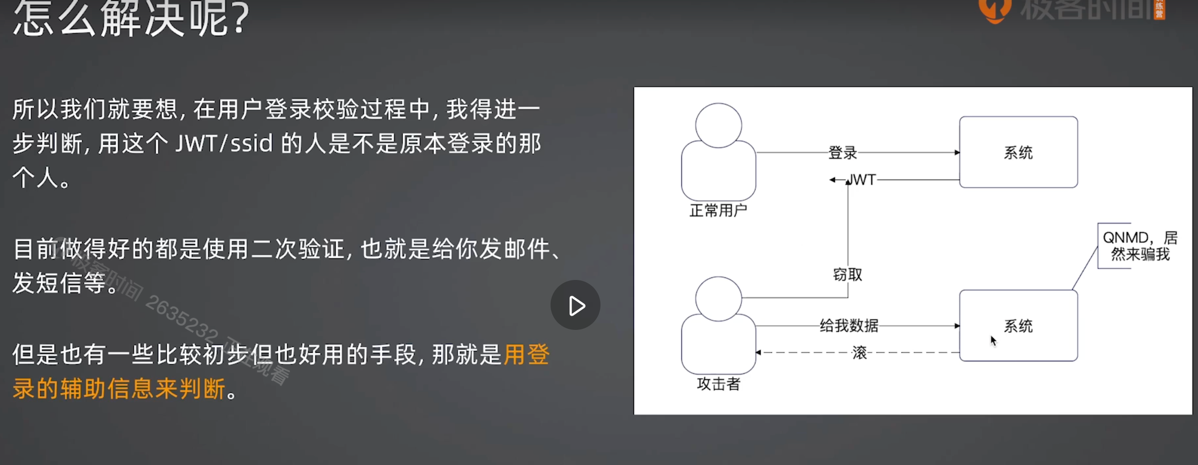 怎么解决呢?
极客时间
训练营
所以我们就要想, 在用户登录校验过程中, 我得进一
步判断, 用这个 JWT/ssid 的人是不是原本登录的那
个人。
目前做得好的都是使用二次验证, 也就是给你发邮件、
发短信等。
但是也有一些比较初步但也好用的手段, 那就是用登
录的辅助信息来判断。
极客时间 2635232 正在观看
登录
系统
JWT
正常用户
QNMD，居
然来骗我
窃取
给我数据
系统
滚
攻击者